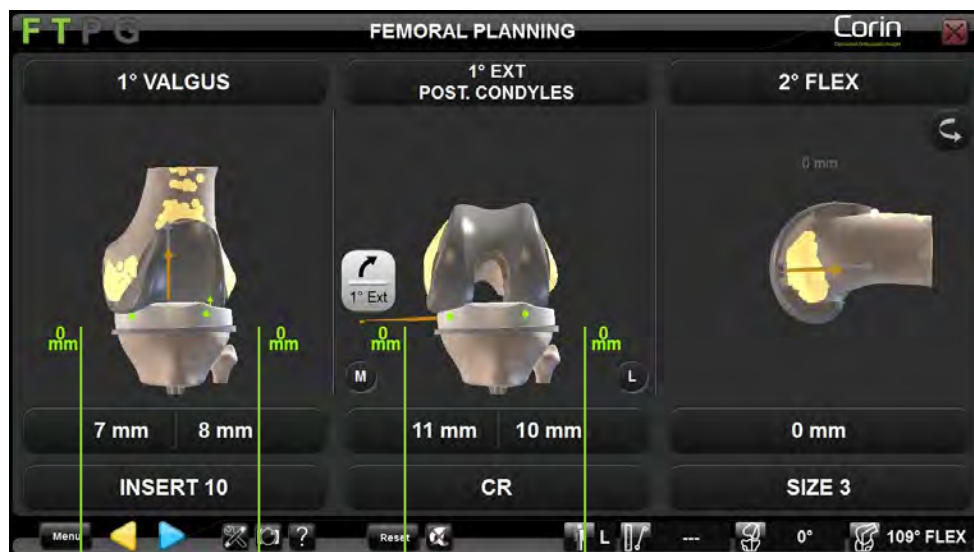 FTPG
FEMORAL PLANNING
Corin
1° VALGUS
1° EXT
POST. CONDYLES
2° FLEX
0 mm
1° Ext
0
mm
0
mm
0
mm
0
mm
M
L
7 mm
8 mm
11 mm
10 mm
0 mm
INSERT 10
CR
SIZE 3
Menu
?
Reset
L
---
0°
109° FLEX